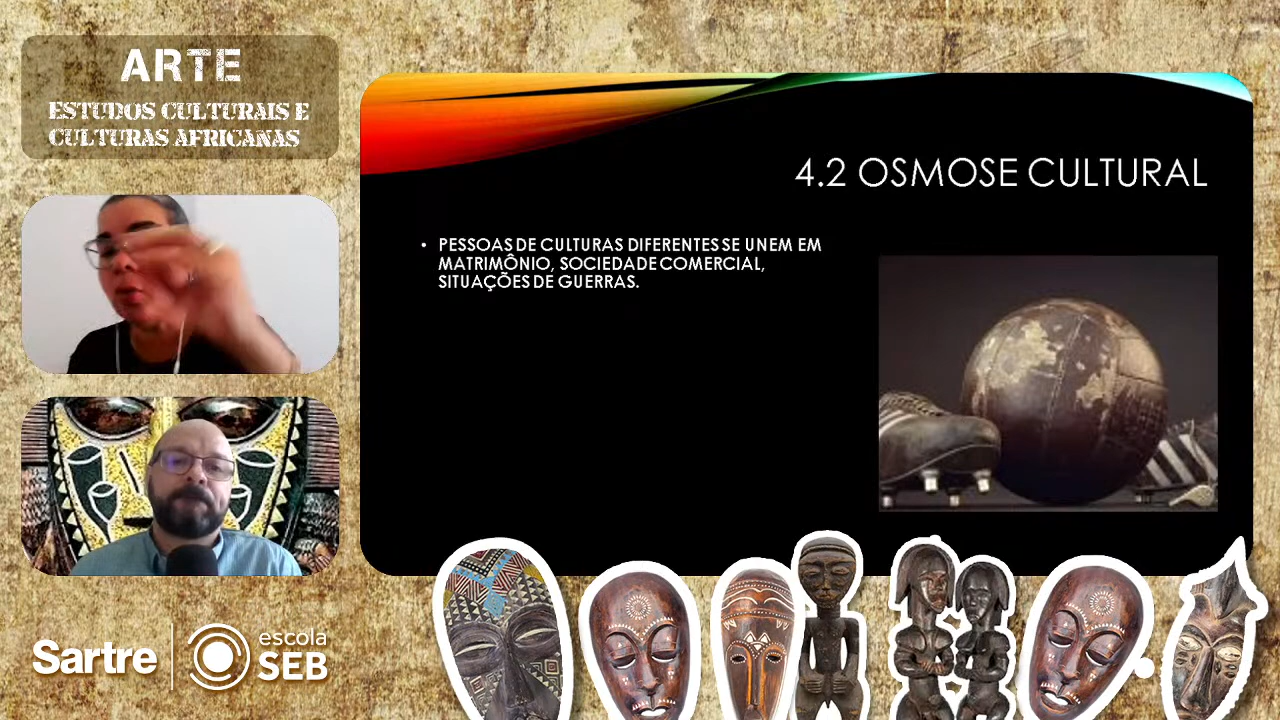 ARTE
ESTUDOS CULTURAIS E
CULTURAS AFRICANAS
4.2 OSMOSE CULTURAL
• PESSOAS DE CULTURAS DIFERENTES SE UNEM EM
MATRIMÔNIO, SOCIEDADE COMERCIAL,
SITUAÇÕES DE GUERRAS.
Sartre
escola
SEB